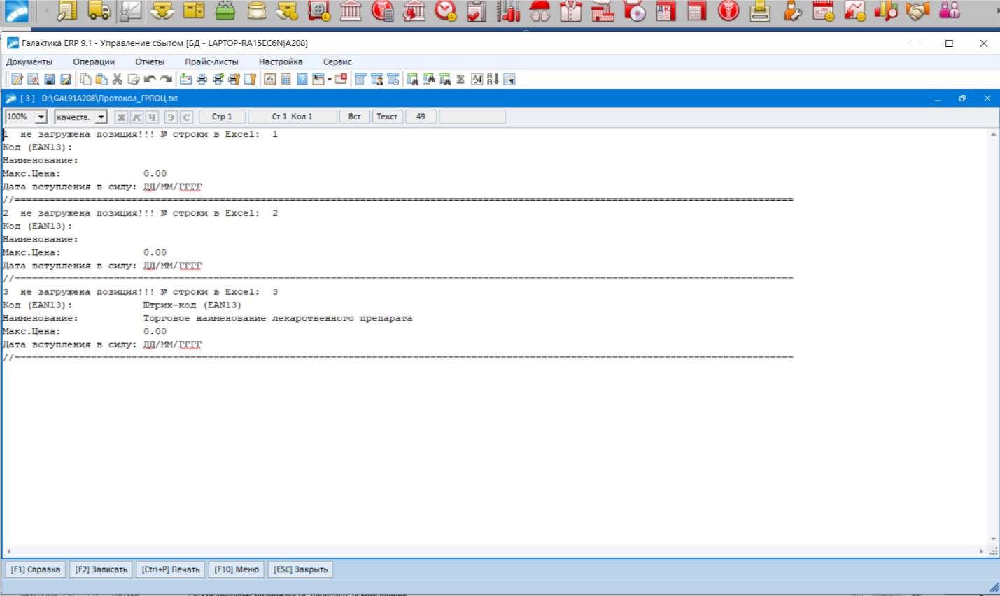 Галактика ERP 9.1 - Управление сбытом [БД - LAPTOP-RA15EC6N|A208]
Документы Операции Отчеты Прайс-листы Настройка Сервис
[ 3 ] D:\GAL91A208\Протокол_ГРПОЦ.txt
100% качеств. Ж К Ч Э С Стр 1 Ст 1 Кол 1 Вст Текст 49
1 не загружена позиция!!! № строки в Excel: 1
Код (EAN13):
Наименование:
Макс.Цена: 0.00
Дата вступления в силу: ДД/ММ/ГГГГ
//======================================================================================================================================
2 не загружена позиция!!! № строки в Excel: 2
Код (EAN13):
Наименование:
Макс.Цена: 0.00
Дата вступления в силу: ДД/ММ/ГГГГ
//======================================================================================================================================
3 не загружена позиция!!! № строки в Excel: 3
Код (EAN13): Штрих-код (EAN13)
Наименование: Торговое наименование лекарственного препарата
Макс.Цена: 0.00
Дата вступления в силу: ДД/ММ/ГГГГ
//======================================================================================================================================
[F1] Справка [F2] Записать [Ctrl+P] Печать [F10] Меню [ESC] Закрыть